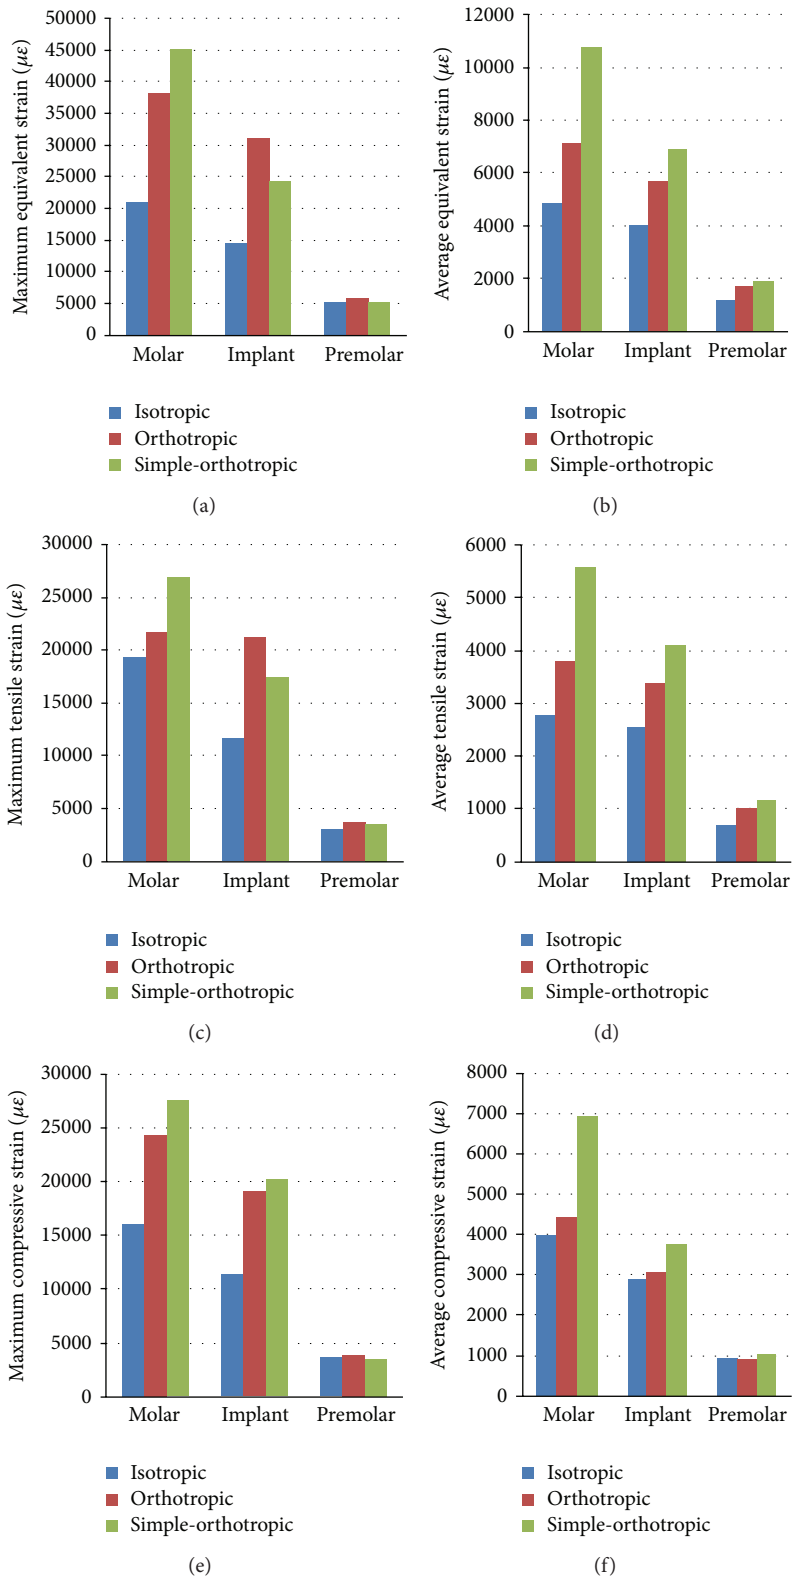 Maximum equivalent strain (με)
50000
45000
40000
35000
30000
25000
20000
15000
10000
5000
0
Molar Implant Premolar
Isotropic
Orthotropic
Simple-orthotropic
(a)
Average equivalent strain (με)
12000
10000
8000
6000
4000
2000
0
Molar Implant Premolar
Isotropic
Orthotropic
Simple-orthotropic
(b)
Maximum tensile strain (με)
30000
25000
20000
15000
10000
5000
0
Molar Implant Premolar
Isotropic
Orthotropic
Simple-orthotropic
(c)
Average tensile strain (με)
6000
5000
4000
3000
2000
1000
0
Molar Implant Premolar
Isotropic
Orthotropic
Simple-orthotropic
(d)
Maximum compressive strain (με)
30000
25000
20000
15000
10000
5000
0
Molar Implant Premolar
Isotropic
Orthotropic
Simple-orthotropic
(e)
Average compressive strain (με)
8000
7000
6000
5000
4000
3000
2000
1000
0
Molar Implant Premolar
Isotropic
Orthotropic
Simple-orthotropic
(f)